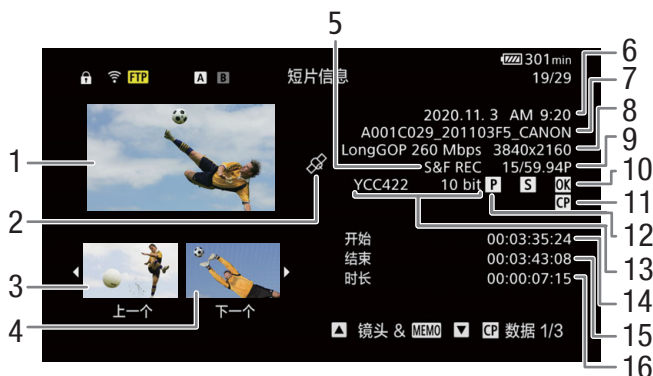 5
301min
FTP A B 短片信息 19/29
6
7
2020.11. 3 AM 9:20
8
A001C029_201103F5_CANON
LongGOP 260 Mbps 3840x2160
9
S&F REC 15/59.94P
1
10
YCC422 10 bit P S OK
CP
11
2
12
开始 00:03:35:24
13
结束 00:03:43:08
14
3
时长 00:00:07:15
4
上一个 下一个
15
镜头 & MEMO CP 数据 1/3
16